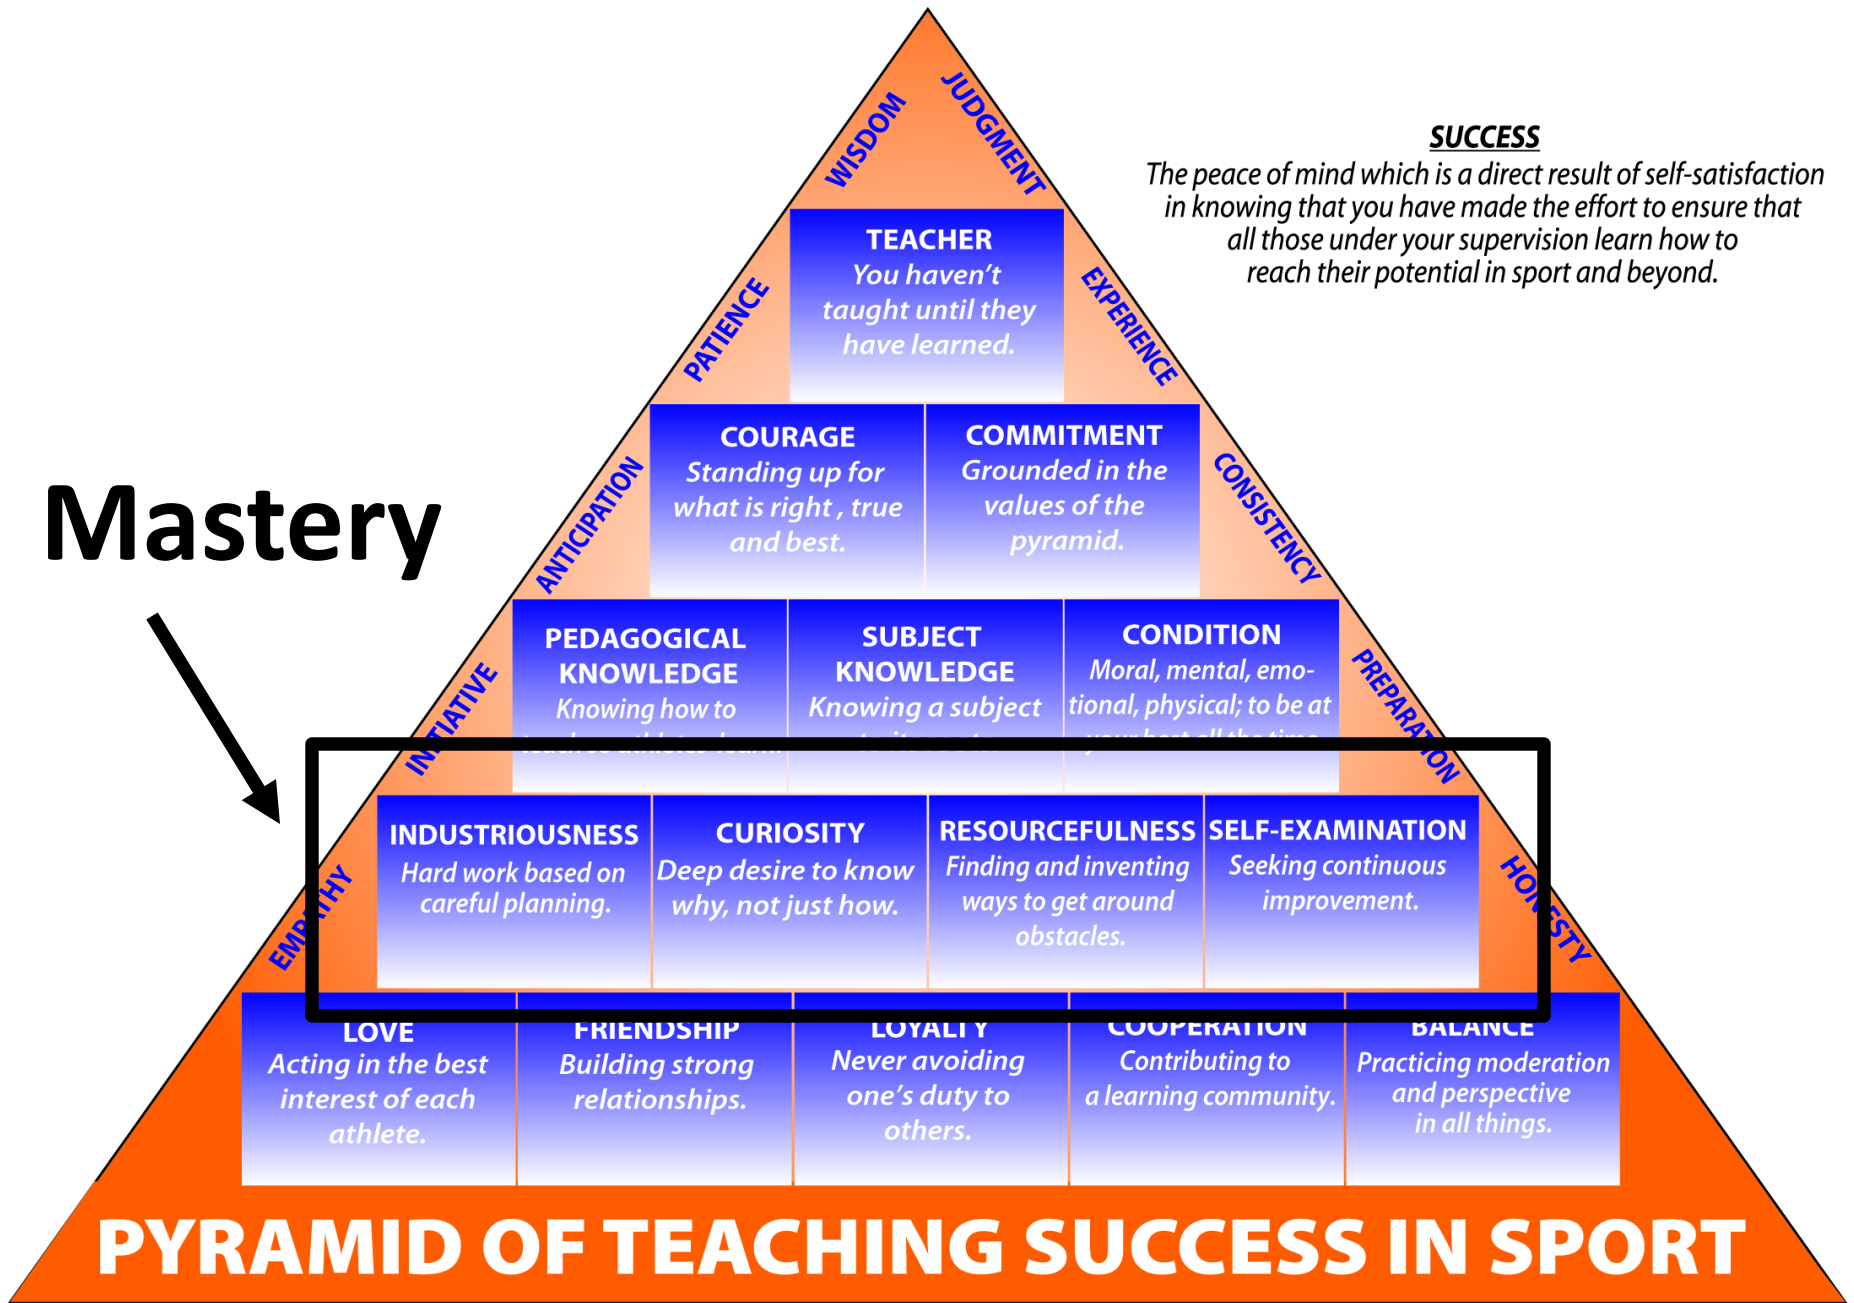 WISDOM
JUDGMENT
SUCCESS
The peace of mind which is a direct result of self-satisfaction
in knowing that you have made the effort to ensure that
all those under your supervision learn how to
reach their potential in sport and beyond.
TEACHER
You haven't
taught until they
have learned.
PATIENCE
EXPERIENCE
COURAGE
Standing up for
what is right , true
and best.
COMMITMENT
Grounded in the
values of the
pyramid.
Mastery
ANTICIPATION
CONSISTENCY
PEDAGOGICAL
KNOWLEDGE
Knowing how to
SUBJECT
KNOWLEDGE
Knowing a subject
CONDITION
Moral, mental, emo-
tional, physical; to be at
your best all the time
INITIATIVE
PREPARATION
INDUSTRIOUSNESS
Hard work based on
careful planning.
CURIOSITY
Deep desire to know
why, not just how.
RESOURCEFULNESS
Finding and inventing
ways to get around
obstacles.
SELF-EXAMINATION
Seeking continuous
improvement.
EMPATHY
HONESTY
LOVE
Acting in the best
interest of each
athlete.
FRIENDSHIP
Building strong
relationships.
LOYALTY
Never avoiding
one's duty to
others.
COOPERATION
Contributing to
a learning community.
BALANCE
Practicing moderation
and perspective
in all things.
PYRAMID OF TEACHING SUCCESS IN SPORT